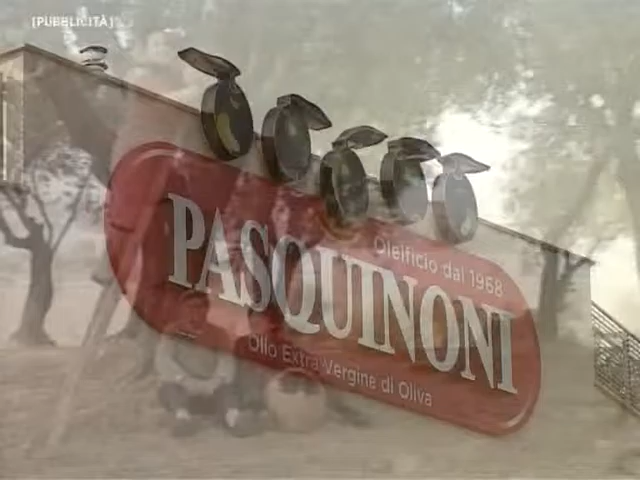 [PUBBLICITÀ]
Oleificio dal 1968
PASQUINONI
Olio Extra Vergine di Oliva